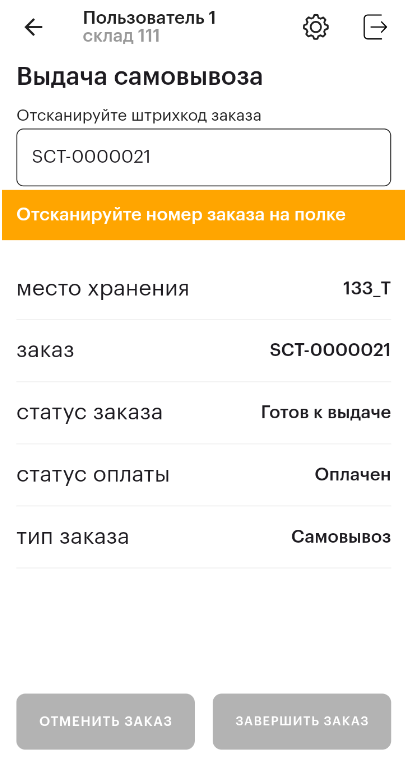 Пользователь 1
склад 111
Выдача самовывоза
Отсканируйте штрихкод заказа
SCT-0000021
Отсканируйте номер заказа на полке
место хранения 133_T
заказ SCT-0000021
статус заказа Готов к выдаче
статус оплаты Оплачен
тип заказа Самовывоз
ОТМЕНИТЬ ЗАКАЗ ЗАВЕРШИТЬ ЗАКАЗ